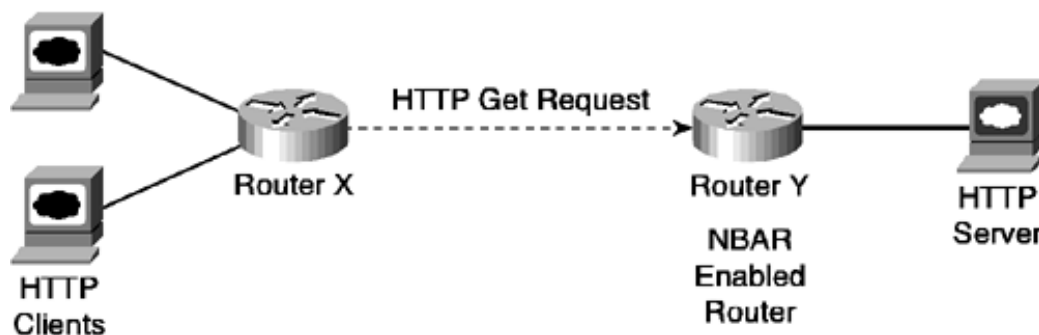 HTTP Get Request
Router X
Router Y
HTTP
Server
NBAR
Enabled
Router
HTTP
Clients